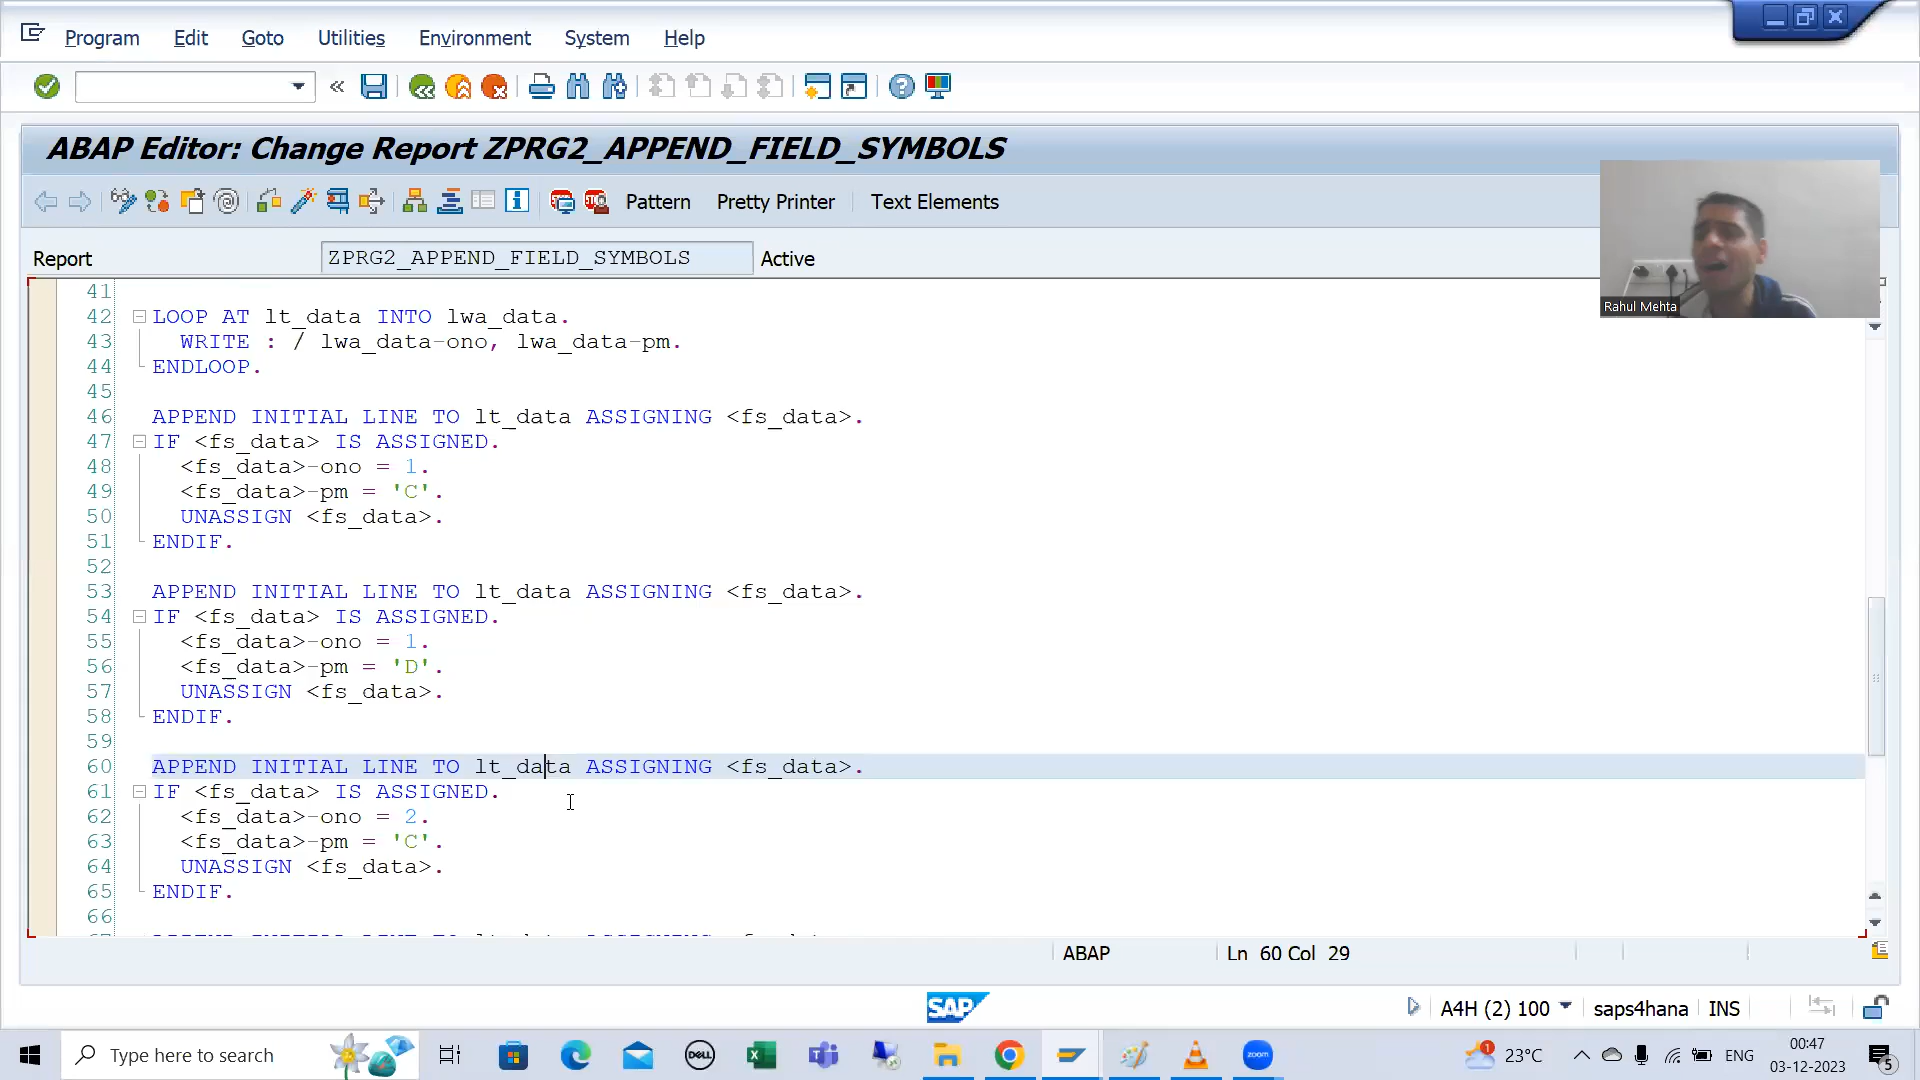 Program Edit Goto Utilities Environment System Help
ABAP Editor: Change Report ZPRG2_APPEND_FIELD_SYMBOLS
Pattern Pretty Printer Text Elements
Report ZPRG2_APPEND_FIELD_SYMBOLS Active
Rahul Mehta
41
42 LOOP AT lt_data INTO lwa_data.
43 WRITE : / lwa_data-ono, lwa_data-pm.
44 ENDLOOP.
45
46 APPEND INITIAL LINE TO lt_data ASSIGNING <fs_data>.
47 IF <fs_data> IS ASSIGNED.
48 <fs_data>-ono = 1.
49 <fs_data>-pm = 'C'.
50 UNASSIGN <fs_data>.
51 ENDIF.
52
53 APPEND INITIAL LINE TO lt_data ASSIGNING <fs_data>.
54 IF <fs_data> IS ASSIGNED.
55 <fs_data>-ono = 1.
56 <fs_data>-pm = 'D'.
57 UNASSIGN <fs_data>.
58 ENDIF.
59
60 APPEND INITIAL LINE TO lt_data ASSIGNING <fs_data>.
61 IF <fs_data> IS ASSIGNED.
62 <fs_data>-ono = 2.
63 <fs_data>-pm = 'C'.
64 UNASSIGN <fs_data>.
65 ENDIF.
66
ABAP Ln 60 Col 29
SAP A4H (2) 100 saps4hana INS
Type here to search DELL zoom 1 23°C ENG 00:47
03-12-2023 5